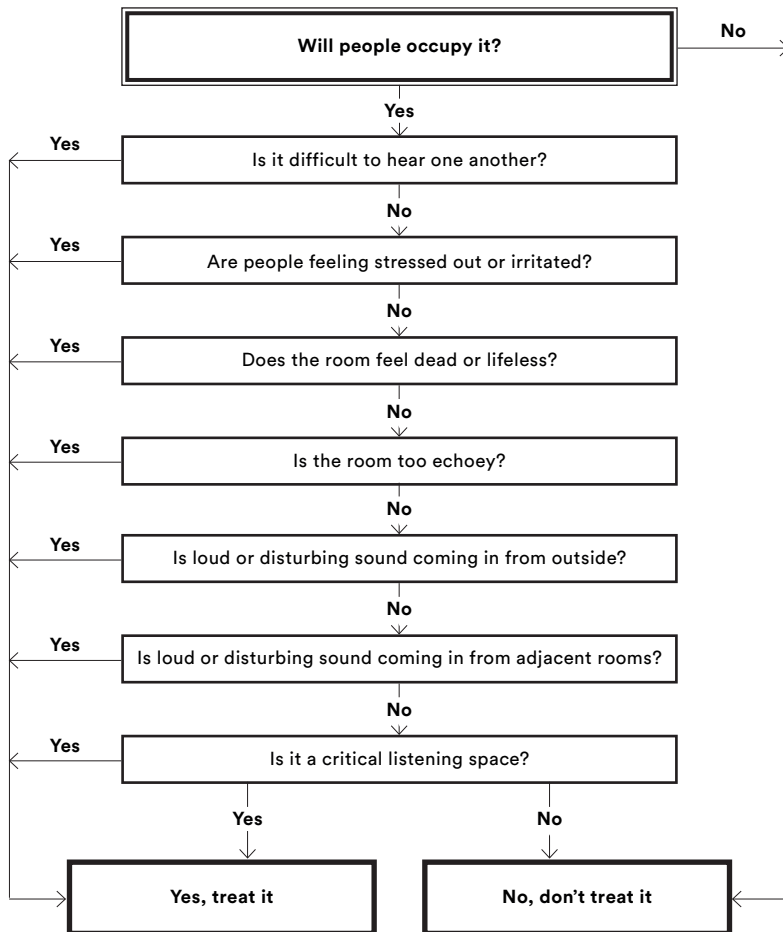 Will people occupy it?
No
Yes
Yes
Is it difficult to hear one another?
No
Yes
Are people feeling stressed out or irritated?
No
Yes
Does the room feel dead or lifeless?
No
Yes
Is the room too echoey?
No
Yes
Is loud or disturbing sound coming in from outside?
No
Yes
Is loud or disturbing sound coming in from adjacent rooms?
No
Yes
Is it a critical listening space?
Yes
No
Yes, treat it
No, don’t treat it